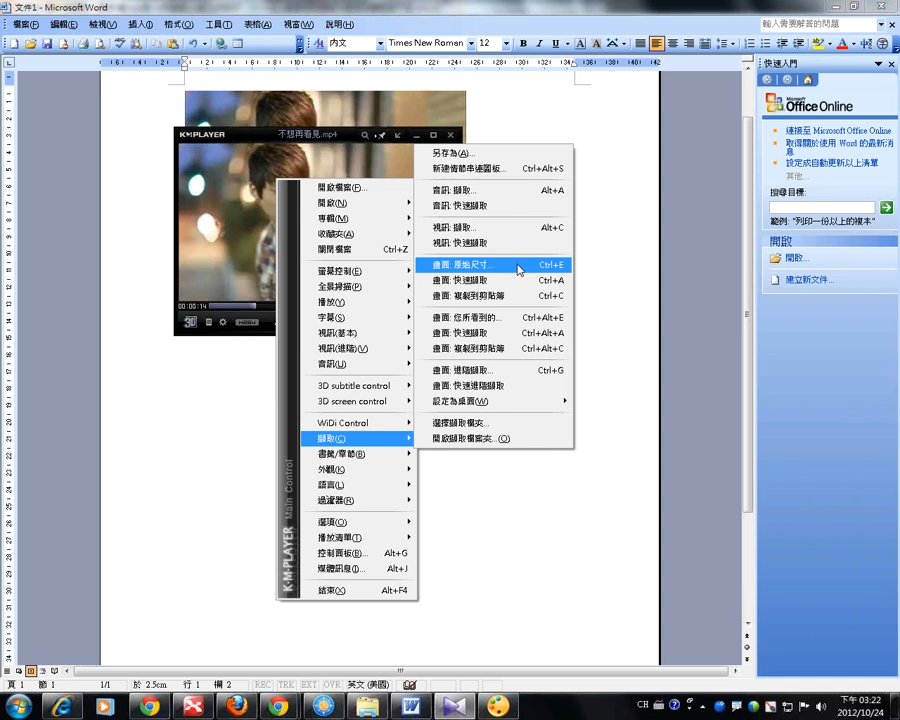 文件1 - Microsoft Word
檔案(F) 編輯(E) 檢視(V) 插入(I) 格式(O) 工具(T) 表格(A) 視窗(W) 說明(H)
輸入需要解答的問題
內文 Times New Roman 12
快速入門
Microsoft
Office Online
連接至 Microsoft Office Online
取得關於使用 Word 的最新消息
設定成自動更新以上清單
其他...
搜尋目標:
範例: "列印一份以上的複本"
開啟
開啟...
建立新文件...
K·MPLAYER 不想再看見.mp4
00:00:14
3D
另存為(A)...
新建情節串連圖板... Ctrl+Alt+S
音訊: 擷取... Alt+A
音訊: 快速擷取
視訊: 擷取... Alt+C
視訊: 快速擷取
畫面: 原始尺寸... Ctrl+E
畫面: 快速擷取 Ctrl+A
畫面: 複製到剪貼簿 Ctrl+C
畫面: 您所看到的... Ctrl+Alt+E
畫面: 快速擷取 Ctrl+Alt+A
畫面: 複製到剪貼簿 Ctrl+Alt+C
畫面: 進階擷取... Ctrl+G
畫面: 快速進階擷取
設定為桌面(W)
選擇擷取檔夾...
開啟擷取檔案夾...(O)
開啟檔案(F)...
開啟(N)
專輯(M)
收藏夾(A)
關閉檔案 Ctrl+Z
螢幕控制(E)
全景掃描(P)
播放(Y)
字幕(S)
視訊(基本)
視訊(進階)(V)
音訊(U)
3D subtitle control
3D screen control
WiDi Control
擷取(C)
書籤/章節(B)
外觀(K)
語言(L)
過濾器(R)
選項(O)
播放清單(T)
控制面板(B)... Alt+G
媒體訊息(I)... Alt+J
結束(X) Alt+F4
K·MPLAYER Main Control
頁 1 節 1 1/1 於 2.5cm 行 1 欄 2 REC TRK EXT OVR 英文 (美國)
CH
下午 03:22
2012/10/24